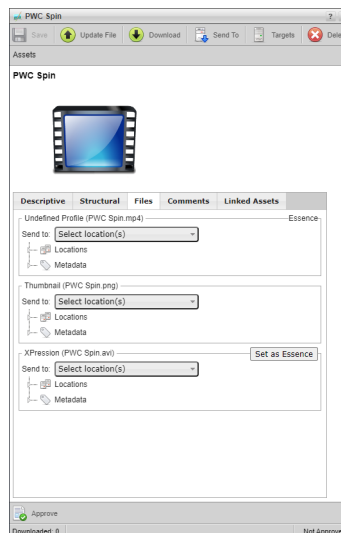 PWC Spin ?
Save Update File Download Send To Targets Dele
Assets
PWC Spin
Descriptive Structural Files Comments Linked Assets
Undefined Profile (PWC Spin.mp4) Essence
Send to: Select location(s)
Locations
Metadata
Thumbnail (PWC Spin.png)
Send to: Select location(s)
Locations
Metadata
XPression (PWC Spin.avi) Set as Essence
Send to: Select location(s)
Locations
Metadata
Approve
Downloaded: 0 Not Approve